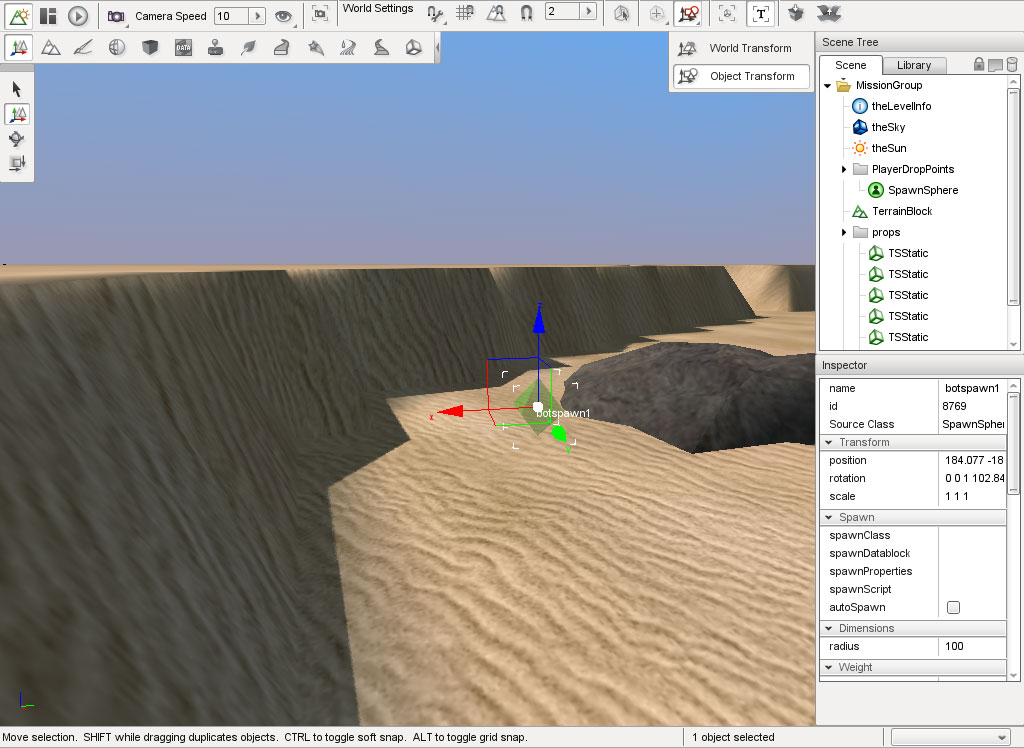 Camera Speed 10 World Settings 2
DATA
World Transform
Object Transform
Scene Tree
Scene Library
MissionGroup
theLevelInfo
theSky
theSun
PlayerDropPoints
SpawnSphere
TerrainBlock
props
TSStatic
TSStatic
TSStatic
TSStatic
TSStatic
x
botspawn1
Y
Inspector
name botspawn1
id 8769
Source Class SpawnSpher
Transform
position 184.077 -18
rotation 0 0 1 102.84
scale 1 1 1
Spawn
spawnClass
spawnDatablock
spawnProperties
spawnScript
autoSpawn
Dimensions
radius 100
Weight
Move selection. SHIFT while dragging duplicates objects. CTRL to toggle soft snap. ALT to toggle grid snap. 1 object selected